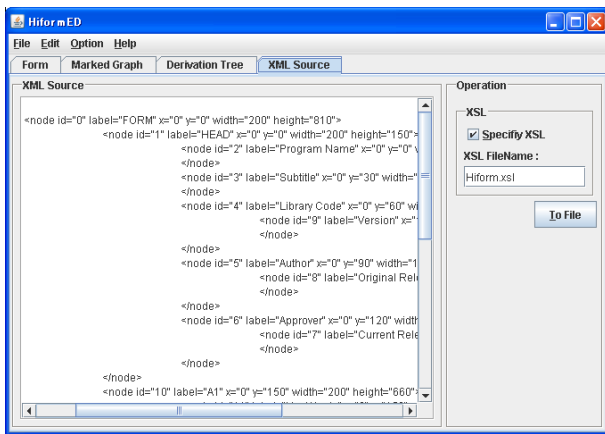 HiformED
File Edit Option Help
Form Marked Graph Derivation Tree XML Source
XML Source
<node id="0" label="FORM" x="0" y="0" width="200" height="810">
<node id="1" label="HEAD" x="0" y="0" width="200" height="150">
<node id="2" label="Program Name" x="0" y="0"
</node>
<node id="3" label="Subtitle" x="0" y="30" width="
</node>
<node id="4" label="Library Code" x="0" y="60" wi
<node id="9" label="Version" x="
</node>
</node>
<node id="5" label="Author" x="0" y="90" width="1
<node id="8" label="Original Rel
</node>
</node>
<node id="6" label="Approver" x="0" y="120" width
<node id="7" label="Current Rele
</node>
</node>
</node>
<node id="10" label="A1" x="0" y="150" width="200" height="660">
Operation
XSL
Specifiy XSL
XSL FileName :
Hiform.xsl
To File